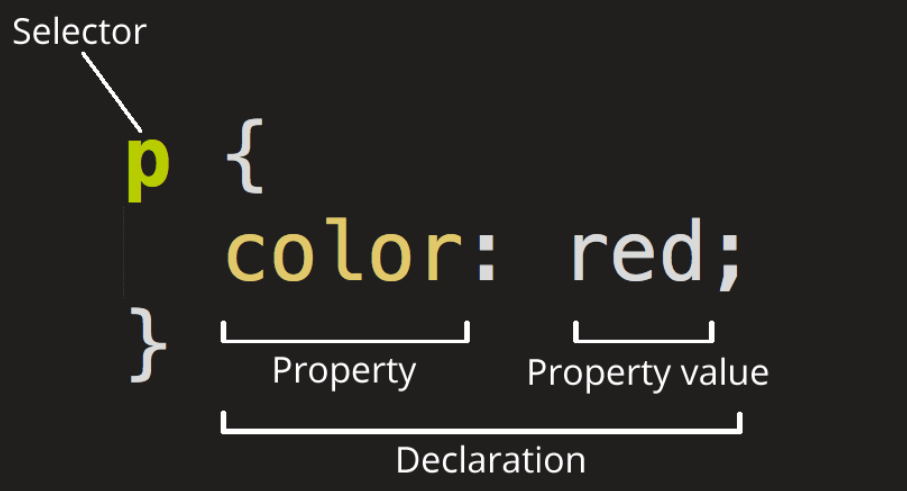 Selector
p {
color: red;
}
Property Property value
Declaration